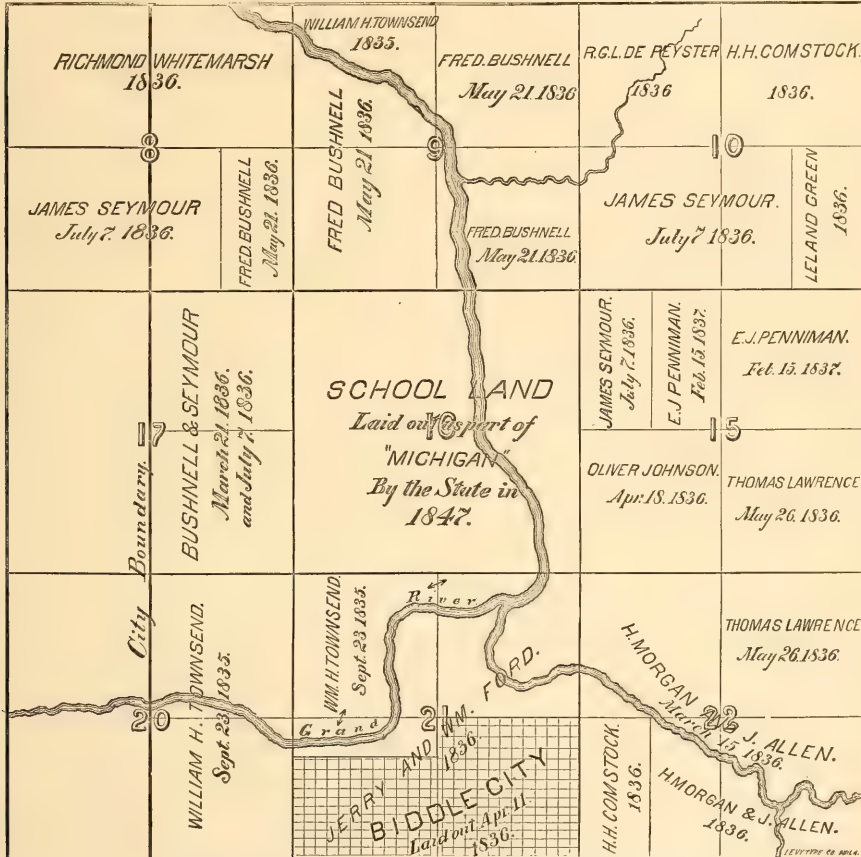 RICHMOND WHITEMARSH
1836.
WILLIAM H. TOWNSEND
1835.
FRED. BUSHNELL
May 21. 1836
R.G.L. DE PEYSTER
1836
H.H. COMSTOCK.
1836.
FRED BUSHNELL
May 21 1836.
8
9
10
JAMES SEYMOUR
July 7. 1836.
FRED. BUSHNELL
May 21. 1836.
FRED. BUSHNELL
May 21. 1836.
JAMES SEYMOUR.
July 7 1836.
LELAND GREEN
1836.
BUSHNELL & SEYMOUR
March 21. 1836.
and July 7. 1836.
SCHOOL LAND
Laid out as part of
"MICHIGAN"
By the State in
1847.
JAMES SEYMOUR.
July 7. 1836.
E.J. PENNIMAN.
Feb. 15. 1837.
E.J. PENNIMAN.
Feb. 15. 1837.
17
16
15
OLIVER JOHNSON.
Apr. 18. 1836.
THOMAS LAWRENCE
May 26. 1836.
City Boundary.
WILLIAM H. TOWNSEND.
Sept. 23 1835.
WM. H. TOWNSEND.
Sept. 23 1835.
River
Grand
THOMAS LAWRENCE
May 26. 1836.
20
21
22
JERRY AND WM. FORD.
1836.
BIDDLE CITY
Laid out Apr. 11.
1836.
H.H. COMSTOCK.
1836.
H. MORGAN AND J. ALLEN.
March 15 1836.
H. MORGAN & J. ALLEN.
1836.
LEVYTYPE CO.